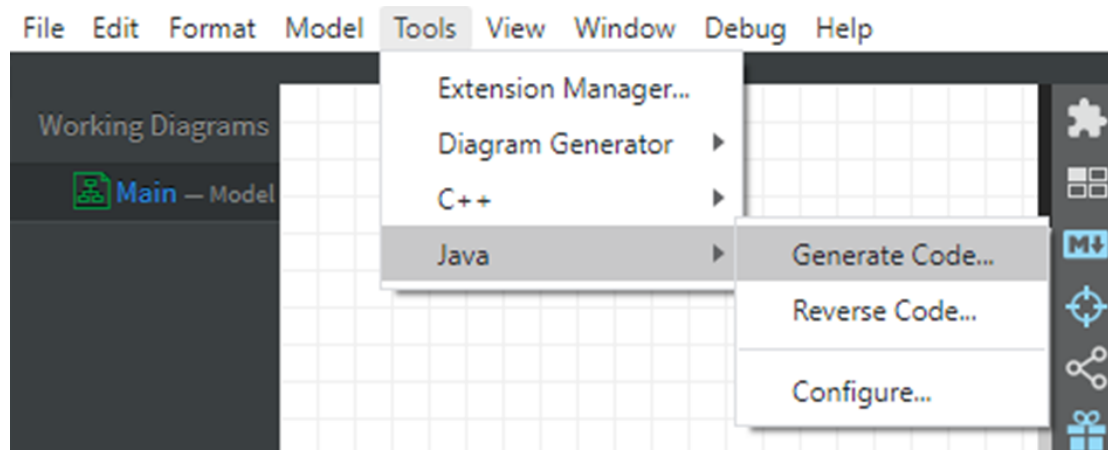 File Edit Format Model Tools View Window Debug Help
Extension Manager...
Working Diagrams
Diagram Generator
Main — Model
C++
Java
Generate Code...
M
Reverse Code...
Configure...